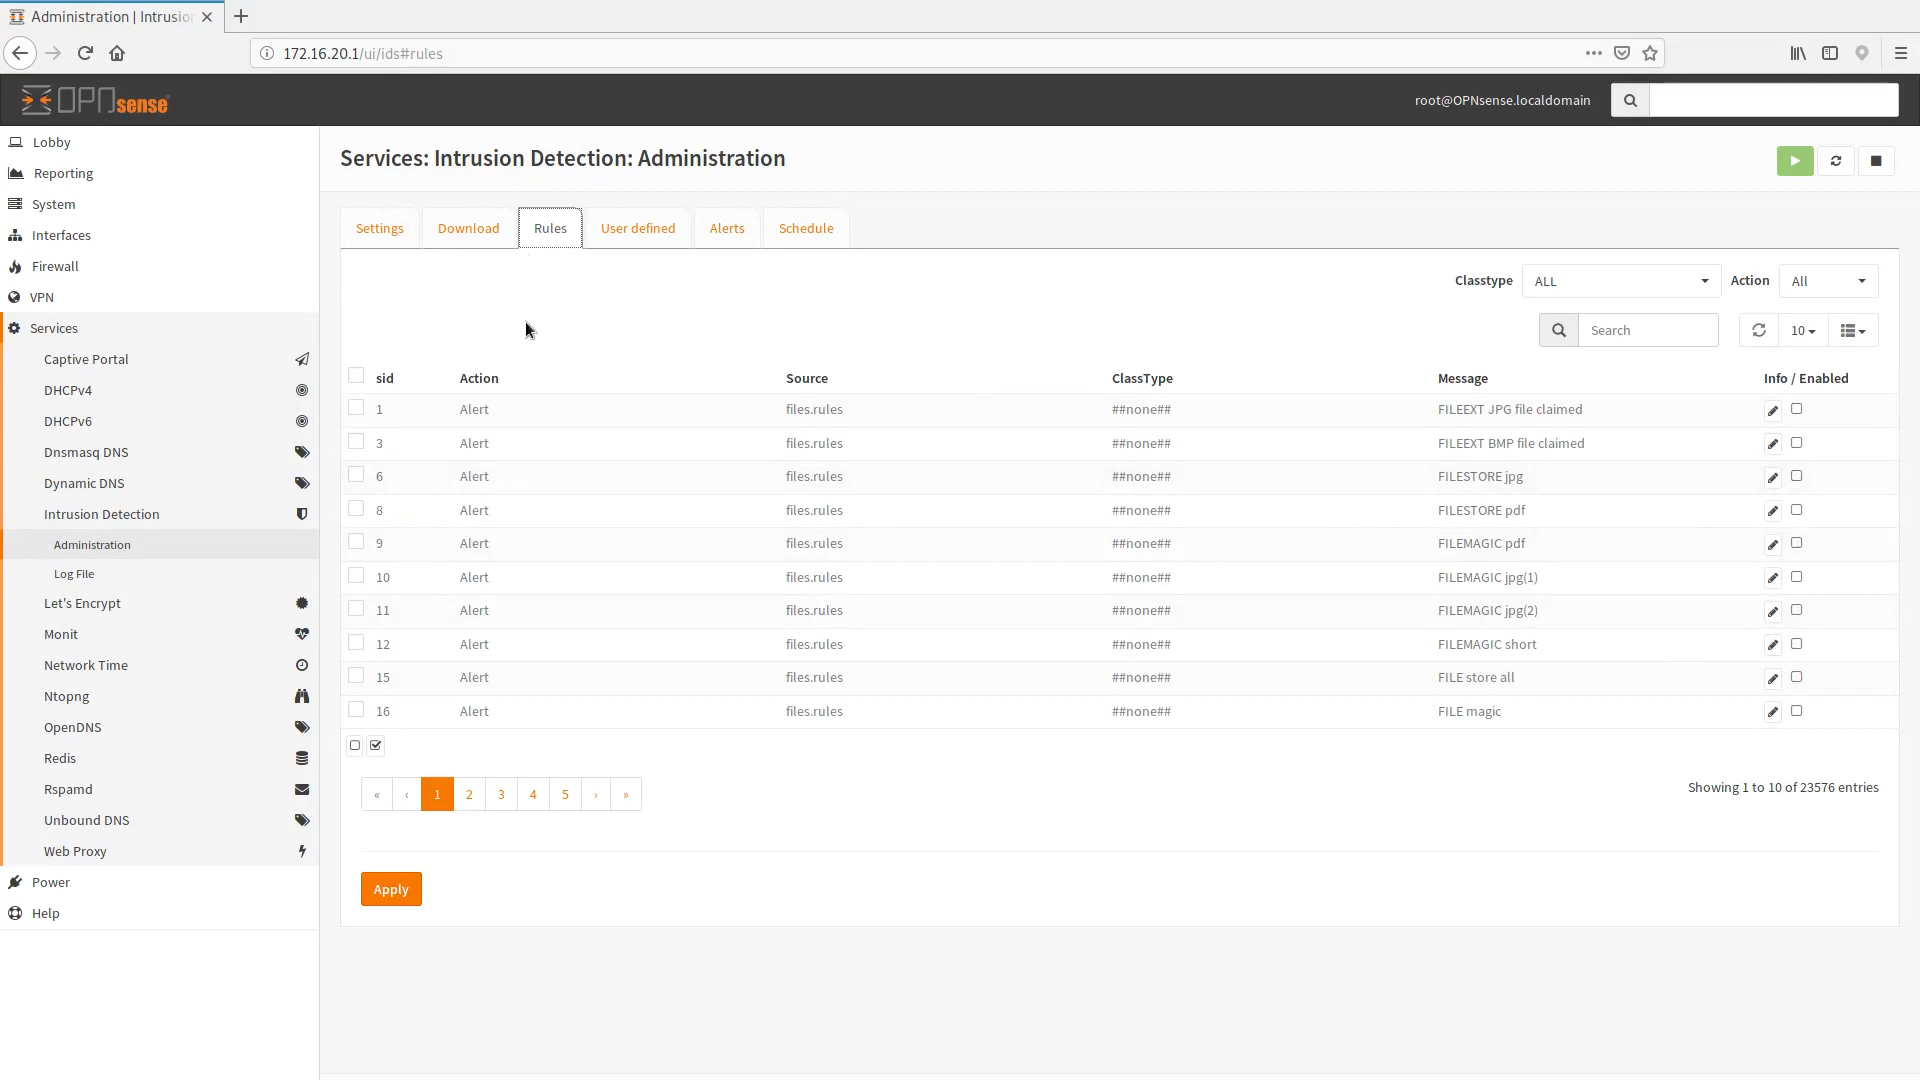 Administration | Intrusio
172.16.20.1/ui/ids#rules
OPNsense
root@OPNsense.localdomain
Lobby
Reporting
System
Interfaces
Firewall
VPN
Services
Captive Portal
DHCPv4
DHCPv6
Dnsmasq DNS
Dynamic DNS
Intrusion Detection
Administration
Log File
Let's Encrypt
Monit
Network Time
Ntopng
OpenDNS
Redis
Rspamd
Unbound DNS
Web Proxy
Power
Help
Services: Intrusion Detection: Administration
Settings Download Rules User defined Alerts Schedule
Classtype ALL Action All
Search 10
sid Action Source ClassType Message Info / Enabled
1 Alert files.rules ##none## FILEEXT JPG file claimed
3 Alert files.rules ##none## FILEEXT BMP file claimed
6 Alert files.rules ##none## FILESTORE jpg
8 Alert files.rules ##none## FILESTORE pdf
9 Alert files.rules ##none## FILEMAGIC pdf
10 Alert files.rules ##none## FILEMAGIC jpg(1)
11 Alert files.rules ##none## FILEMAGIC jpg(2)
12 Alert files.rules ##none## FILEMAGIC short
15 Alert files.rules ##none## FILE store all
16 Alert files.rules ##none## FILE magic
« ‹ 1 2 3 4 5 › »
Showing 1 to 10 of 23576 entries
Apply